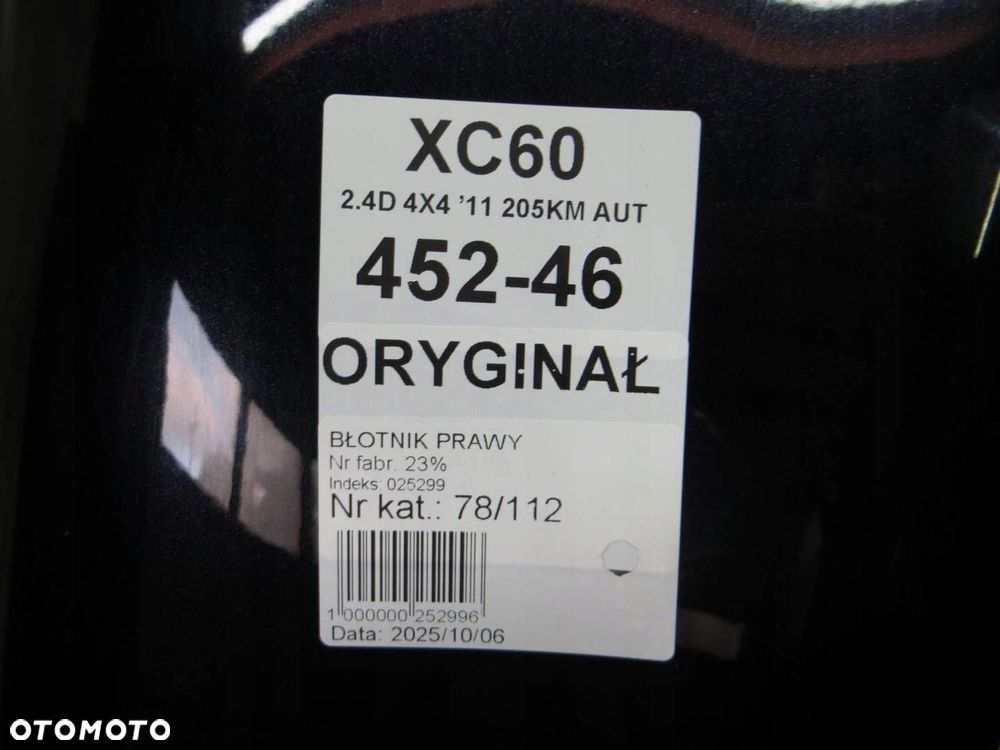 XC60
2.4D 4X4 '11 205KM AUT
452-46
ORYGINAŁ
BŁOTNIK PRAWY
Nr fabr. 23%
Indeks: 025299
Nr kat.: 78/112
1 000000 252996
Data: 2025/10/06
OTOMOTO